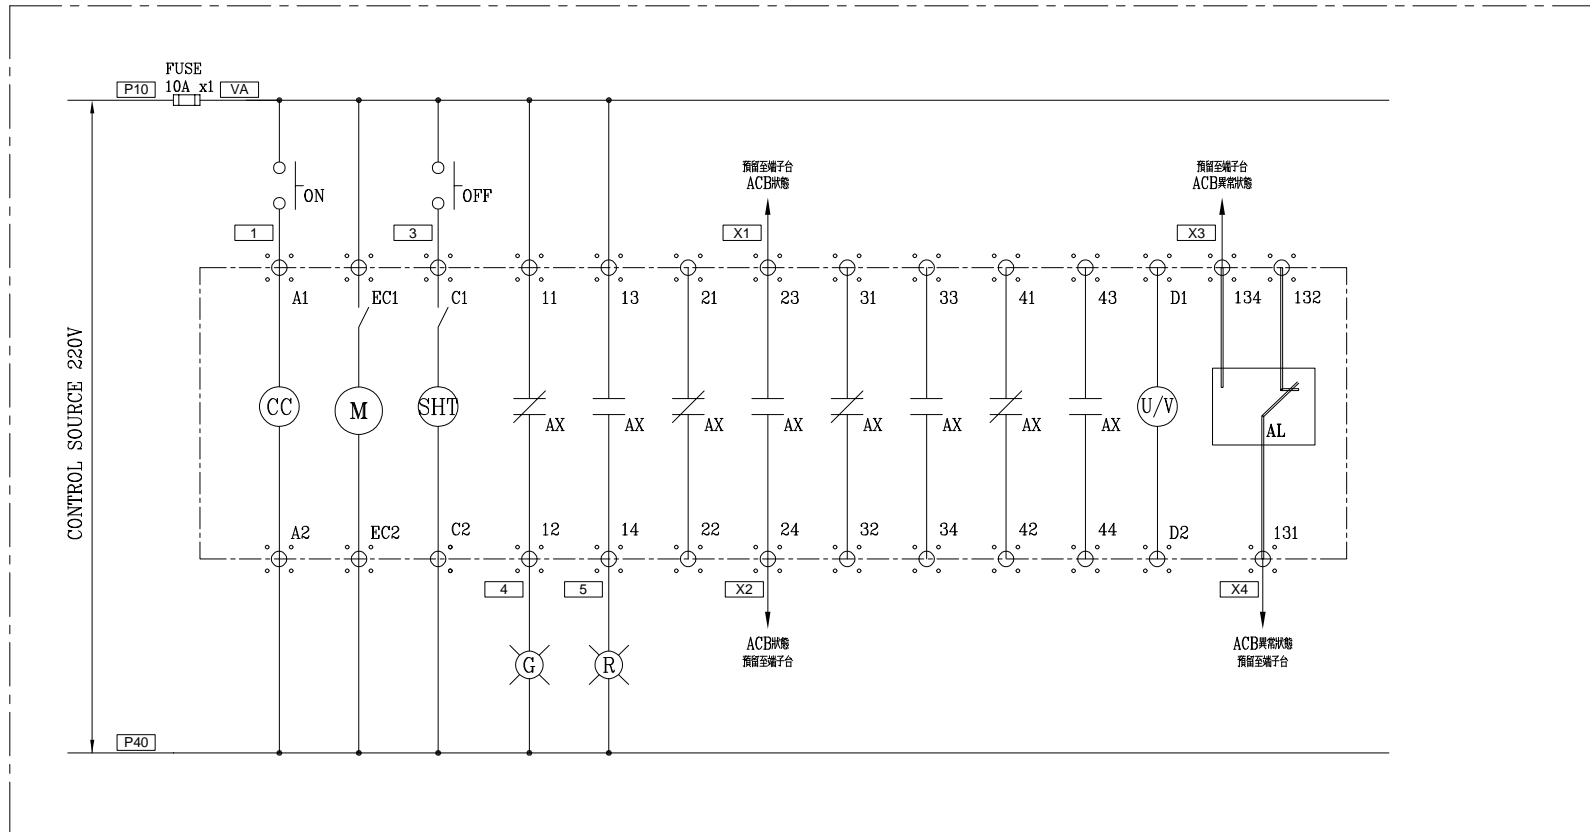 FUSE
P10 10A x1 VA
預留至端子台
ACB狀態
預留至端子台
ACB異常狀態
ON
OFF
1
3
X1
X3
A1
EC1
C1
11
13
21
23
31
33
41
43
D1
134
132
CONTROL SOURCE 220V
CC
M
SHT
U/V
AX
AX
AX
AX
AX
AX
AX
AX
AL
A2
EC2
C2
12
14
22
24
32
34
42
44
D2
131
4
5
X2
X4
G
R
ACB狀態
預留至端子台
ACB異常狀態
預留至端子台
P40